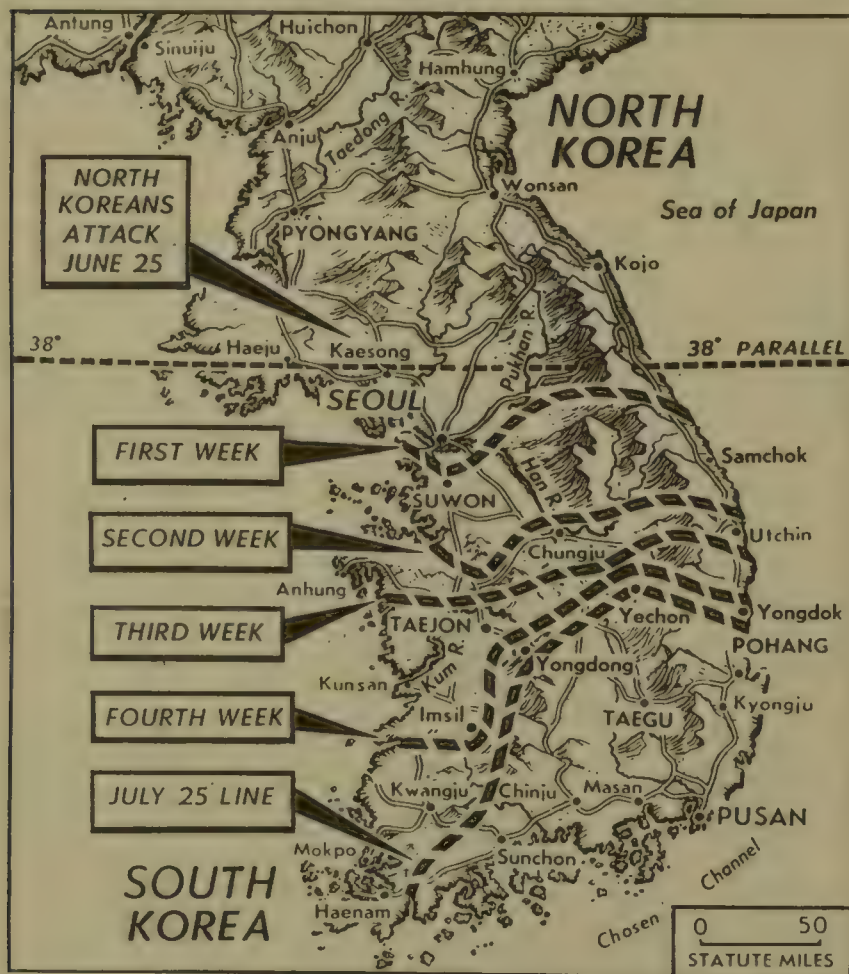 Antung
Sinuiju
Huichon
Hamhung
NORTH
KOREA
Anju
Taedong R.
Wonsan
Sea of Japan
NORTH
KOREANS
ATTACK
JUNE 25
PYONGYANG
Kojo
Pukhan R.
38°
Haeju
Kaesong
38° PARALLEL
SEOUL
FIRST WEEK
Samchok
SUWON
Han R.
SECOND WEEK
Chungju
Utchin
Anhung
THIRD WEEK
TAEJON
Yechon
Yongdok
POHANG
Kunsan
Kum R.
Yongdong
FOURTH WEEK
Imsil
TAEGU
Kyongju
JULY 25 LINE
Kwangju
Chinju
Masan
PUSAN
Mokpo
Sunchon
Chosen Channel
SOUTH
KOREA
Haenam
0 50
STATUTE MILES